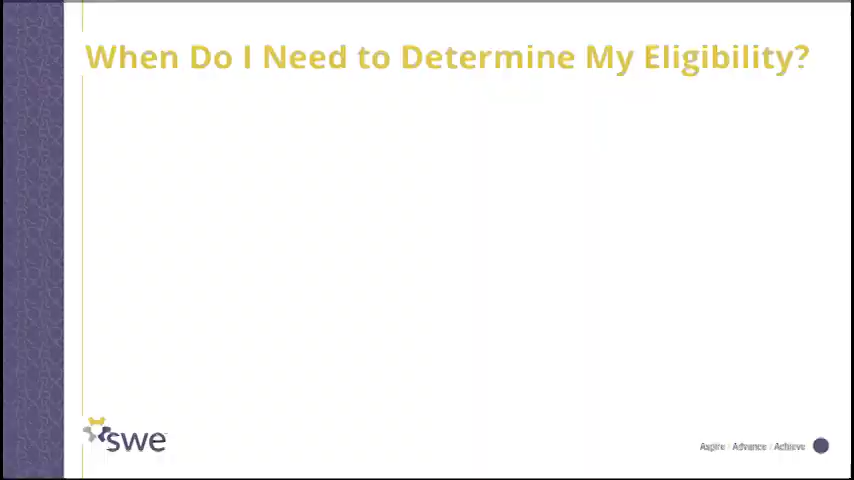 When Do I Need to Determine My Eligibility?
swe
Aspire / Advance / Achieve